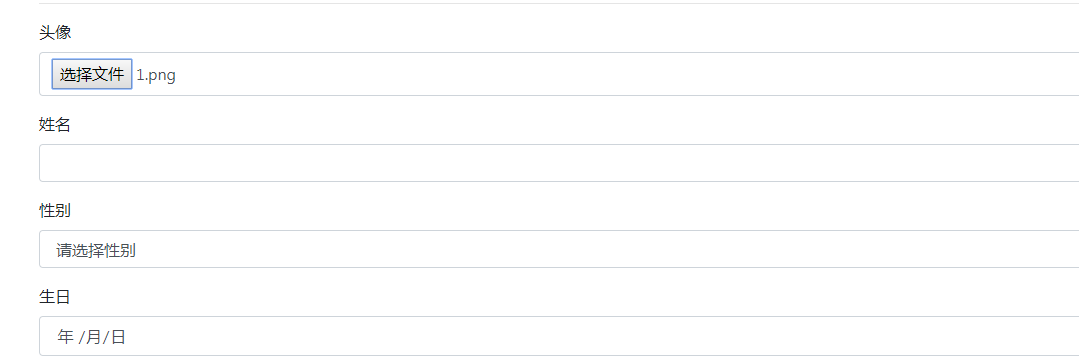 头像
选择文件 1.png
姓名
性别
请选择性别
生日
年 /月/日